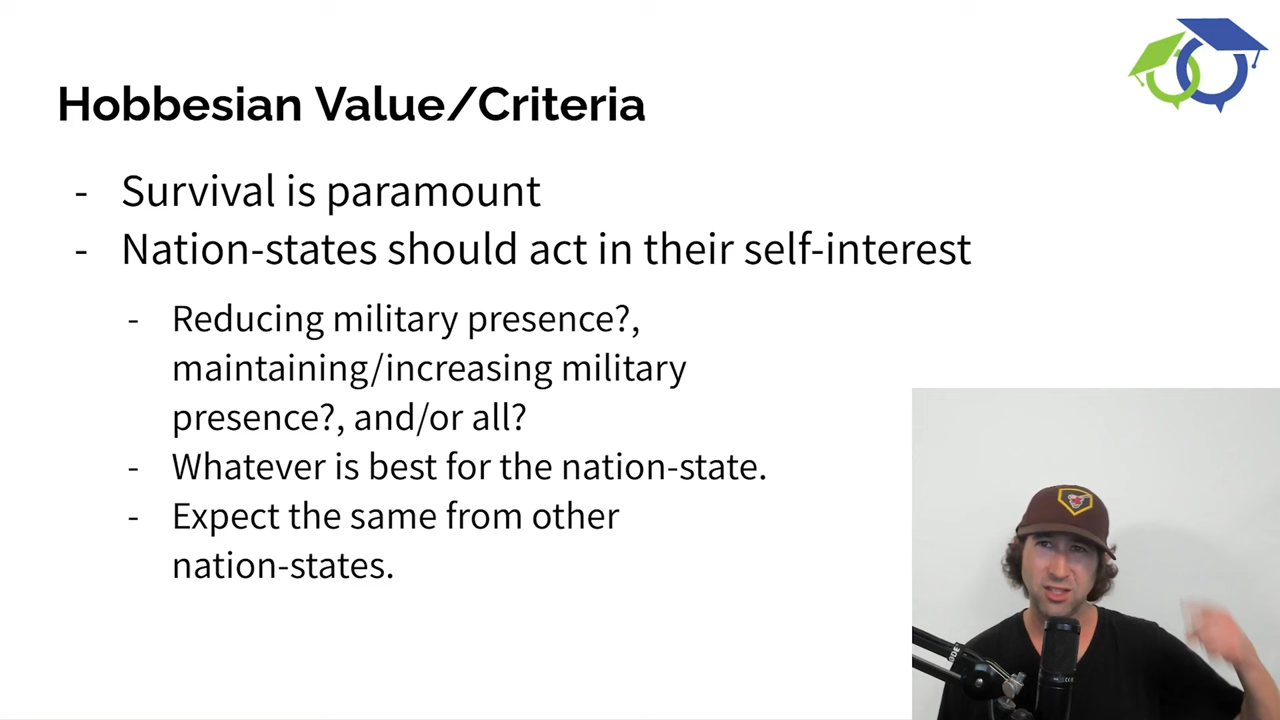 Hobbesian Value/Criteria
- Survival is paramount
- Nation-states should act in their self-interest
- Reducing military presence?,
maintaining/increasing military
presence?, and/or all?
- Whatever is best for the nation-state.
- Expect the same from other
nation-states.